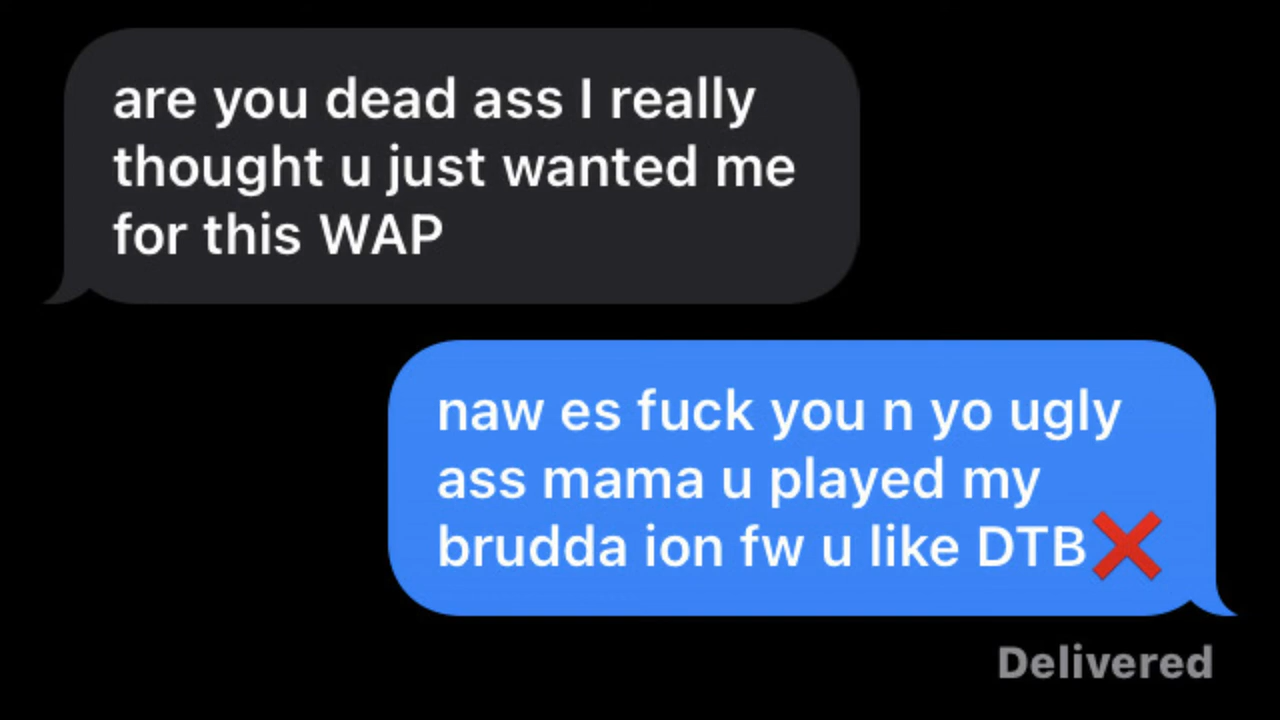 are you dead ass I really
thought u just wanted me
for this WAP
naw es fuck you n yo ugly
ass mama u played my
brudda ion fw u like DTB❌
Delivered